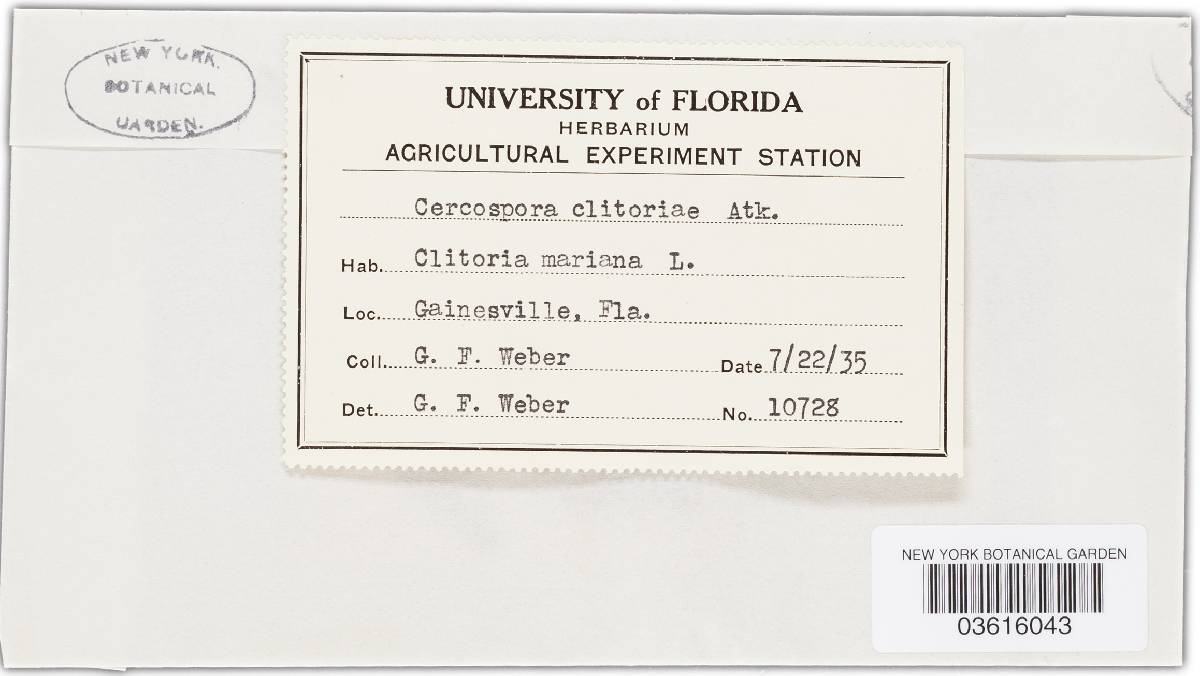 NEW YORK
BOTANICAL
GARDEN.
UNIVERSITY of FLORIDA
HERBARIUM
AGRICULTURAL EXPERIMENT STATION
Cercospora clitoriae Atk.
Hab. Clitoria mariana L.
Loc. Gainesville, Fla.
Coll. G. F. Weber Date 7/22/35
Det. G. F. Weber No. 10728
NEW YORK BOTANICAL GARDEN
03616043